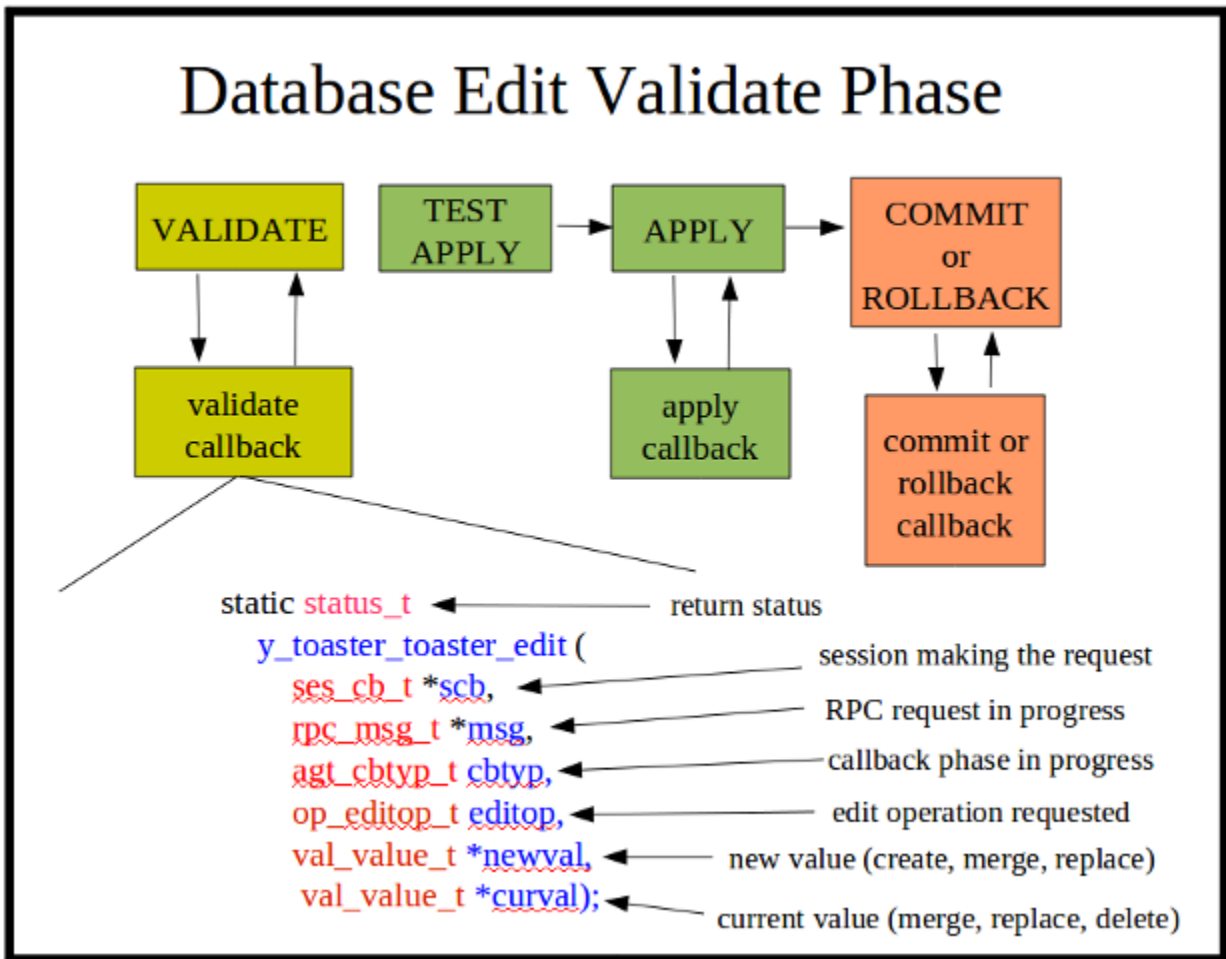 Database Edit Validate Phase
VALIDATE
TEST
APPLY
APPLY
COMMIT
or
ROLLBACK
validate
callback
apply
callback
commit or
rollback
callback
static status_t
return status
y_toaster_toaster_edit (
ses_cb_t *scb,
session making the request
rpc_msg_t *msg,
RPC request in progress
agt_cbtyp_t cbtyp,
callback phase in progress
op_editop_t editop,
edit operation requested
val_value_t *newval,
new value (create, merge, replace)
val_value_t *curval);
current value (merge, replace, delete)